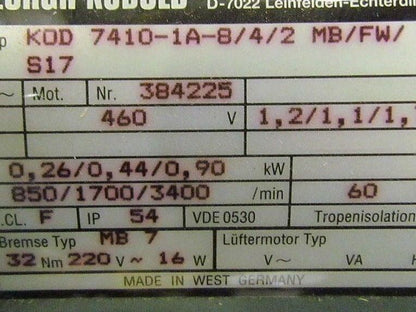 D-7022 Leinfelden-Echterdi
KOD 7410-1A-8/4/2 MB/FW/
S17
~ Mot. Nr. 384225
460 V 1,2/1,1/1,
0,26/0,44/0,90 kW
850/1700/3400 /min 60
.CL. F IP 54 VDE 0530 Tropenisolation
Bremse Typ MB 7 Lüftermotor Typ
32 Nm 220 V ~ 16 W V~ VA
MADE IN WEST GERMANY